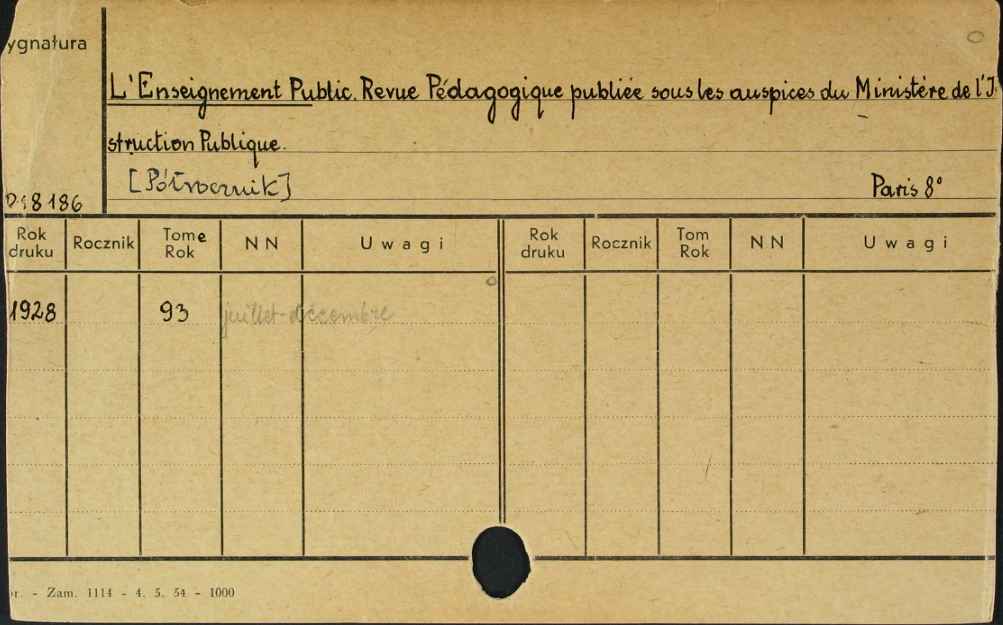 ygnatura
L'Enseignement Public. Revue Pédagogique publiée sous les auspices du Ministère de l'I
struction Publique.
[Półrocznik] Paris 8°
8186
Rok druku Rocznik Tome Rok NN Uwagi Rok druku Rocznik Tom Rok NN Uwagi
1928 93 juillet-décembre
r. - Zam. 1114 - 4. 5. 54 - 1000